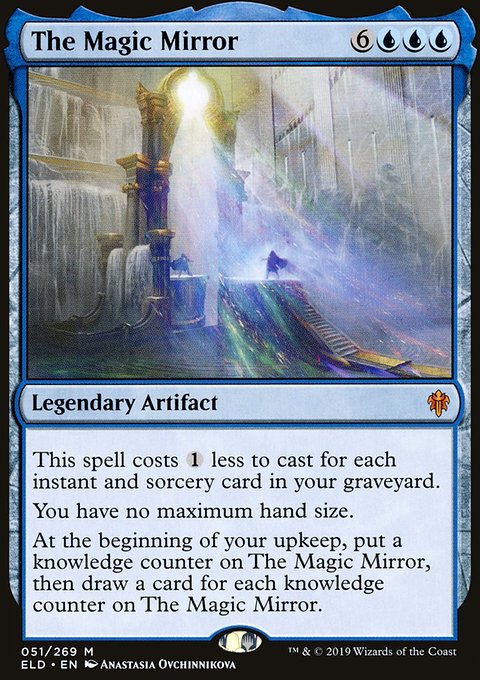 The Magic Mirror 6
Legendary Artifact
This spell costs 1 less to cast for each
instant and sorcery card in your graveyard.
You have no maximum hand size.
At the beginning of your upkeep, put a
knowledge counter on The Magic Mirror,
then draw a card for each knowledge
counter on The Magic Mirror.
051/269 M
ELD • EN Anastasia Ovchinnikova
™ & © 2019 Wizards of the Coast